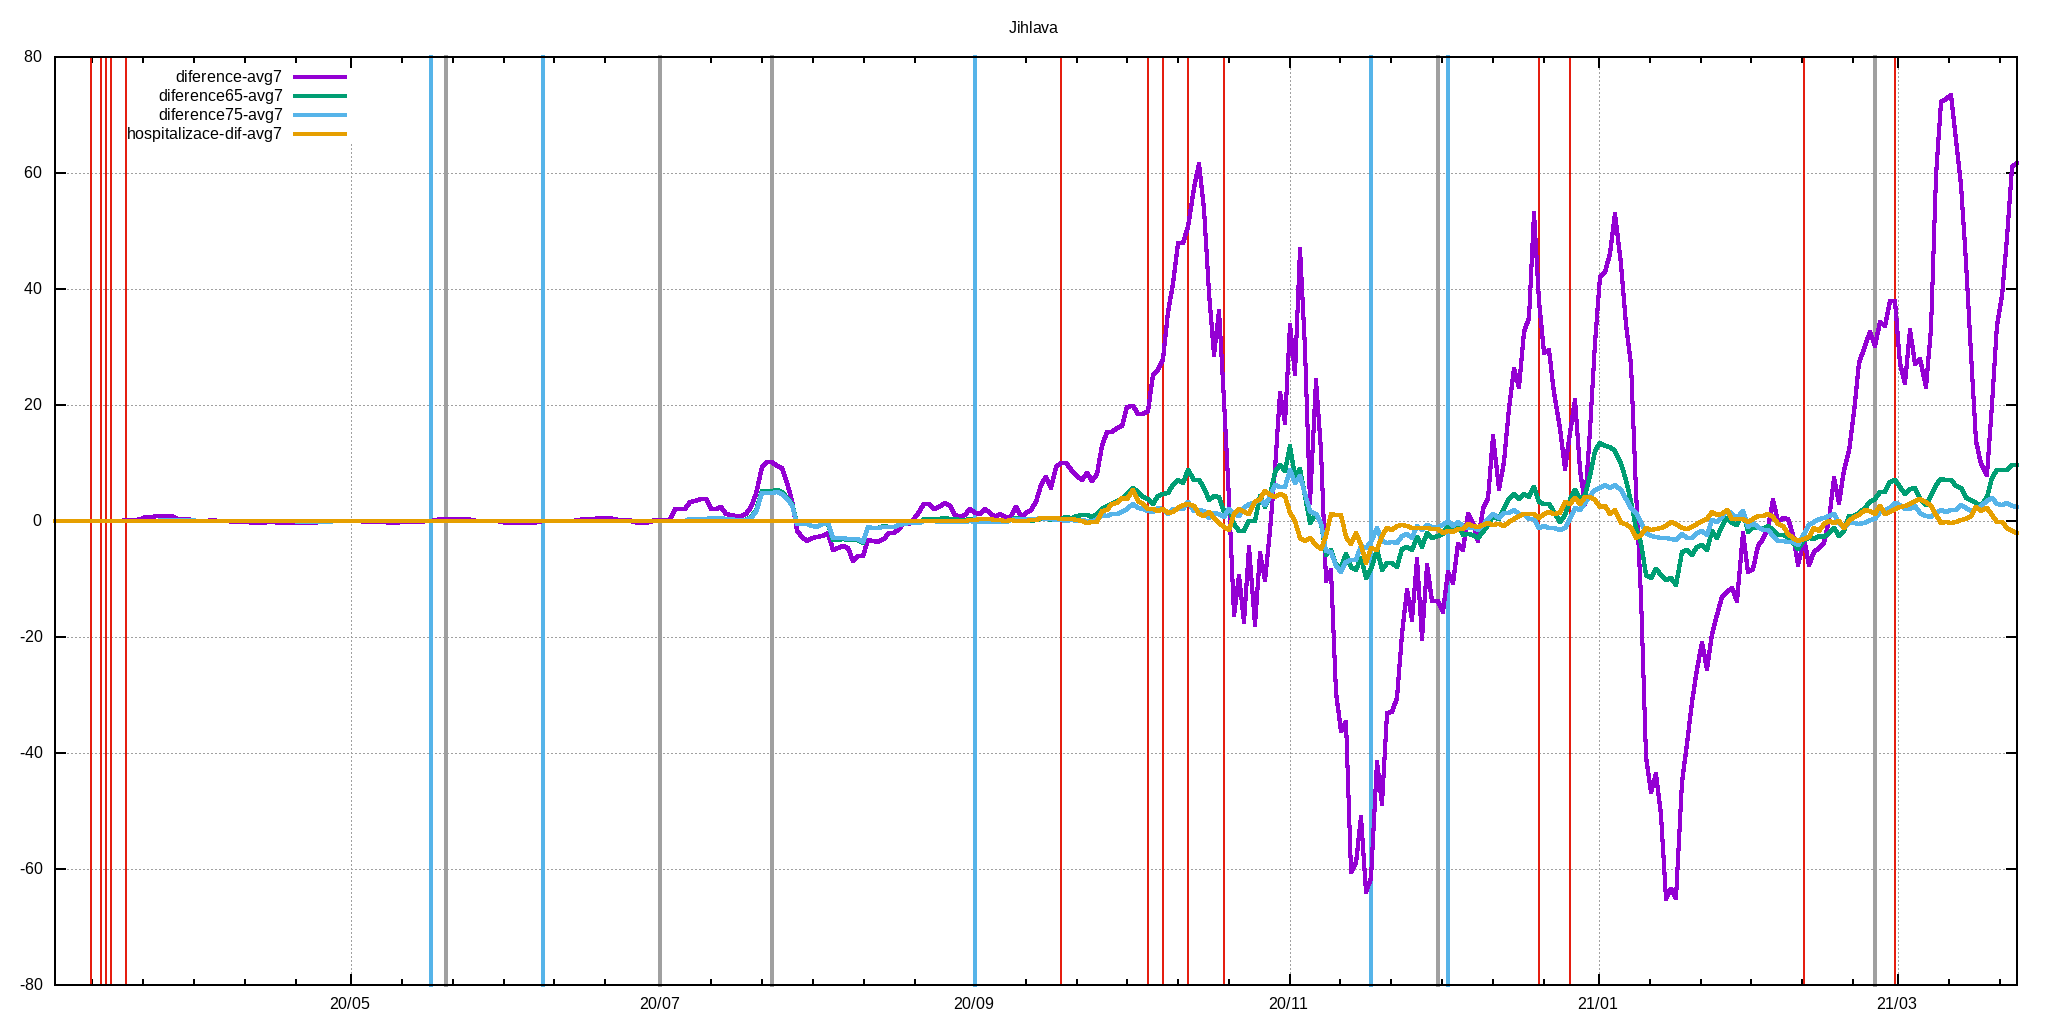 Jihlava
80
diference-avg7
diference65-avg7
diference75-avg7
hospitalizace-dif-avg7
60
40
20
0
-20
-40
-60
-80
20/05 20/07 20/09 20/11 21/01 21/03